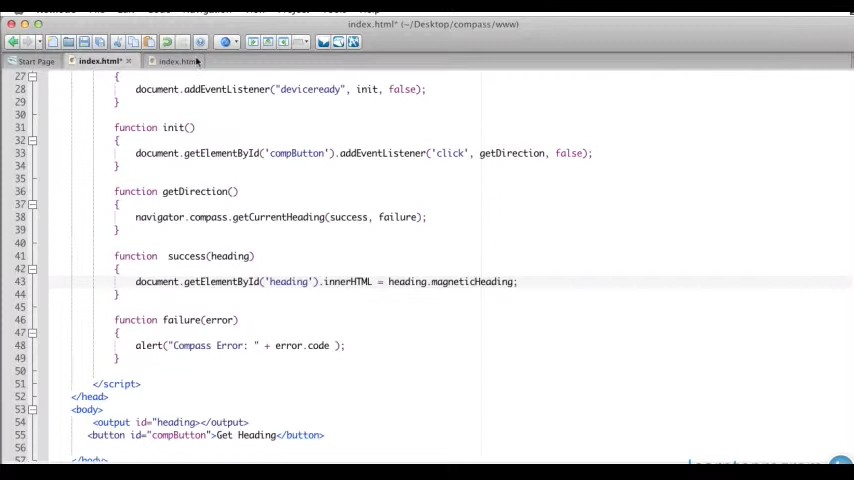 index.html* (~/Desktop/compass/www)
Start Page index.html* index.html
27 {
28 document.addEventListener("deviceready", init, false);
29 }
30
31 function init()
32 {
33 document.getElementById('compButton').addEventListener('click', getDirection, false);
34 }
35
36 function getDirection()
37 {
38 navigator.compass.getCurrentHeading(success, failure);
39 }
40
41 function success(heading)
42 {
43 document.getElementById('heading').innerHTML = heading.magneticHeading;
44 }
45
46 function failure(error)
47 {
48 alert("Compass Error: " + error.code );
49 }
50
51 </script>
52 </head>
53 <body>
54 <output id="heading></output>
55 <button id="compButton">Get Heading</button>
56
57 </body>